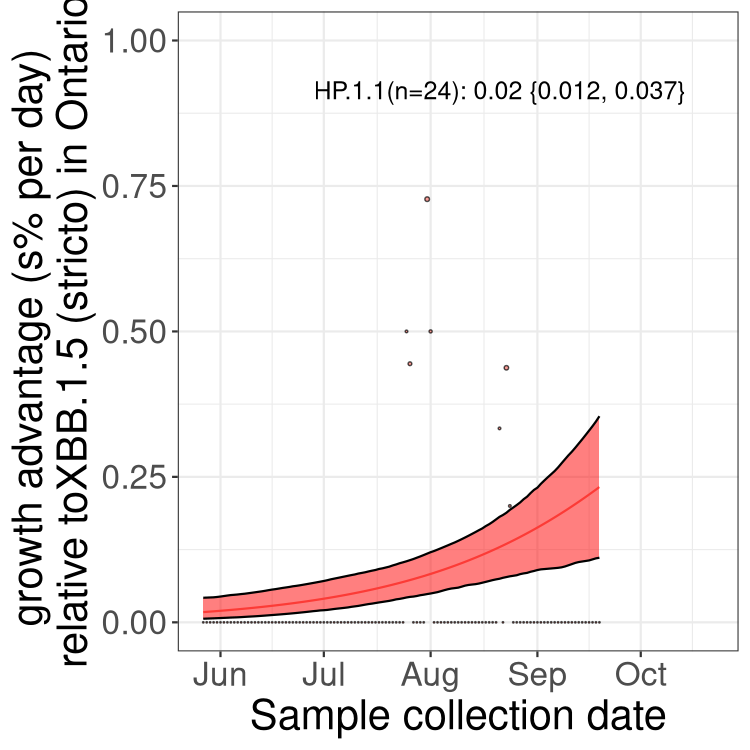 growth advantage (s% per day)
relative toXBB.1.5 (stricto) in Ontario
1.00
0.75
0.50
0.25
0.00
HP.1.1(n=24): 0.02 {0.012, 0.037}
Jun Jul Aug Sep Oct
Sample collection date